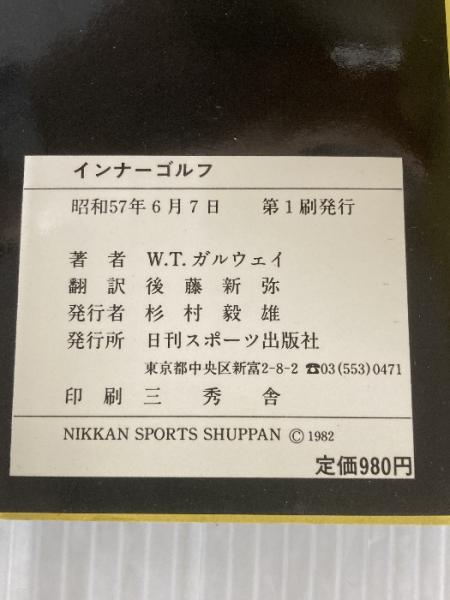 インナーゴルフ
昭和57年6月7日 第1刷発行
著者 W.T.ガルウェイ
翻訳 後藤新弥
発行者 杉村毅雄
発行所 日刊スポーツ出版社
東京都中央区新富2-8-2 ☎03(553)0471
印刷 三秀舎
NIKKAN SPORTS SHUPPAN © 1982
定価980円